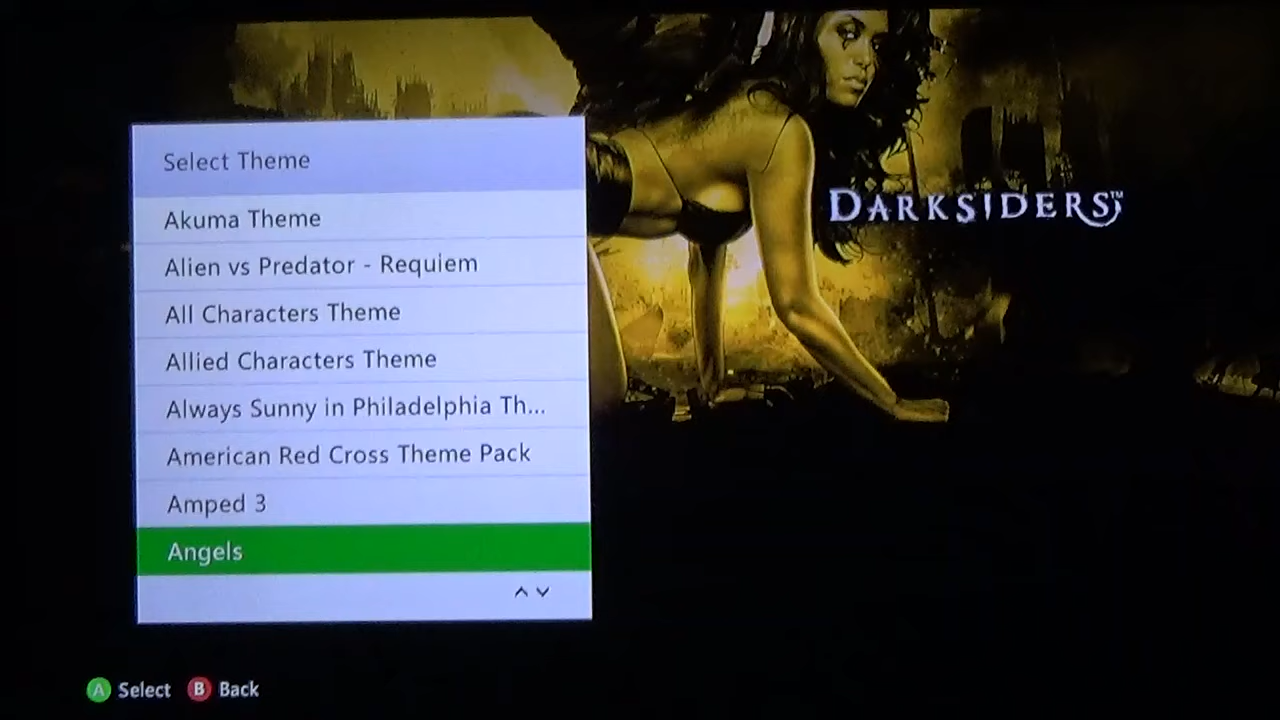 Select Theme
Akuma Theme
Alien vs Predator - Requiem
All Characters Theme
Allied Characters Theme
Always Sunny in Philadelphia Th...
American Red Cross Theme Pack
Amped 3
Angels
DARKSIDERS™
A Select B Back